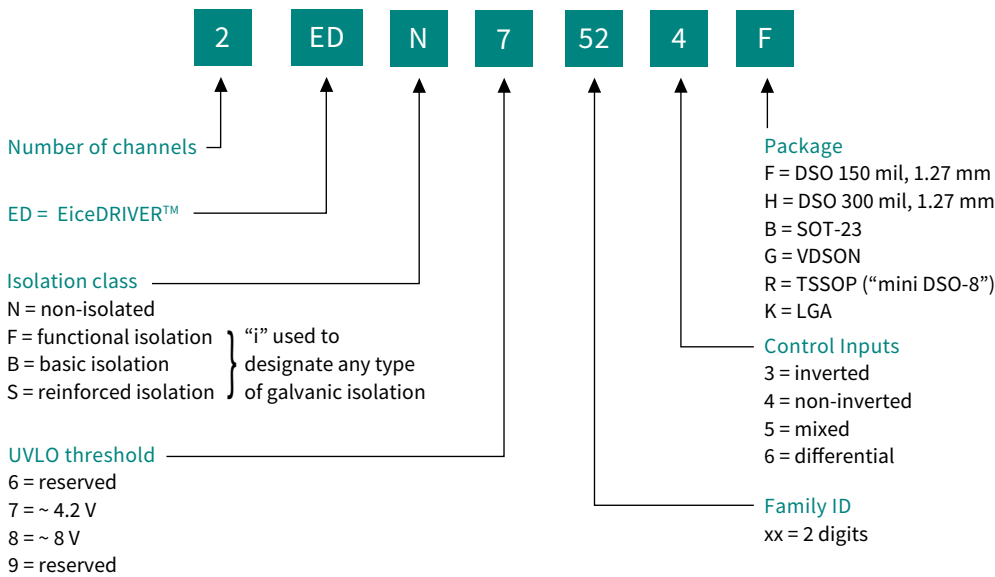 2 ED N 7 52 4 F
Number of channels
ED = EiceDRIVER™
Isolation class
N = non-isolated
F = functional isolation
B = basic isolation
S = reinforced isolation
} "i" used to
designate any type
of galvanic isolation
UVLO threshold
6 = reserved
7 = ~ 4.2 V
8 = ~ 8 V
9 = reserved
Package
F = DSO 150 mil, 1.27 mm
H = DSO 300 mil, 1.27 mm
B = SOT-23
G = VDSON
R = TSSOP (“mini DSO-8”)
K = LGA
Control Inputs
3 = inverted
4 = non-inverted
5 = mixed
6 = differential
Family ID
xx = 2 digits